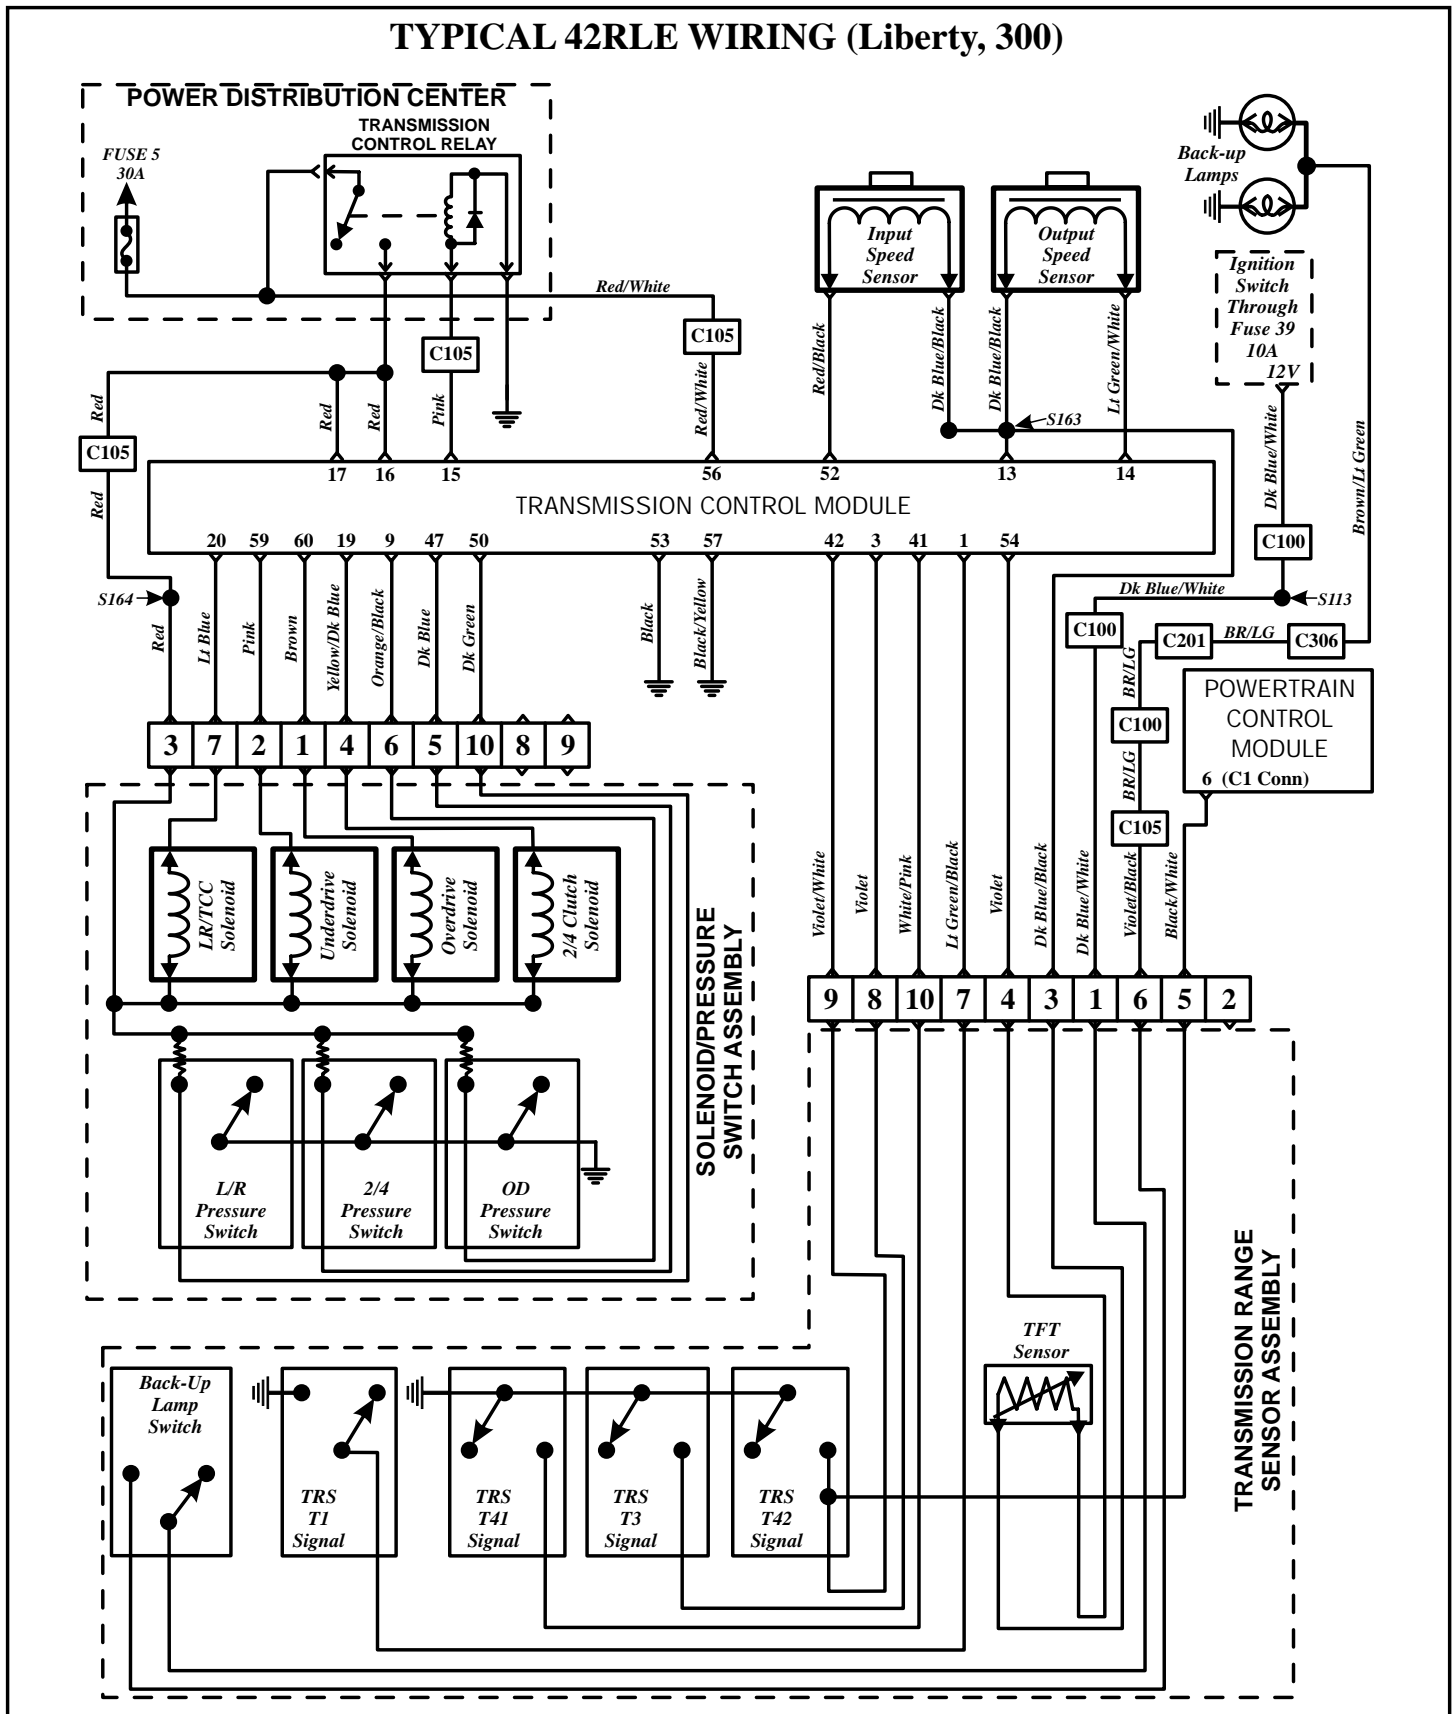 TYPICAL 42RLE WIRING (Liberty, 300)
POWER DISTRIBUTION CENTER
TRANSMISSION
CONTROL RELAY
FUSE 5
30A
Red/White
C105
C105
Red
C105
Red
Red
Red
Pink
Red/White
Input
Speed
Sensor
Output
Speed
Sensor
Red/Black
Dk Blue/Black
Dk Blue/Black
Lt Green/White
S163
Back-up
Lamps
Ignition
Switch
Through
Fuse 39
10A
12V
Dk Blue/White
Brown/Lt Green
17 16 15 56 52 13 14
TRANSMISSION CONTROL MODULE
20 59 60 19 9 47 50 53 57 42 3 41 1 54
C100
S164
Dk Blue/White
S113
C100
C201
BR/LG
C306
Red
Lt Blue
Pink
Brown
Yellow/Dk Blue
Orange/Black
Dk Blue
Dk Green
Black
Black/Yellow
BR/LG
C100
BR/LG
C105
POWERTRAIN
CONTROL
MODULE
6 (C1 Conn)
3 7 2 1 4 6 5 10 8 9
LR/TCC
Solenoid
Underdrive
Solenoid
Overdrive
Solenoid
2/4 Clutch
Solenoid
SOLENOID/PRESSURE
SWITCH ASSEMBLY
Violet/White
Violet
White/Pink
Lt Green/Black
Violet
Dk Blue/Black
Dk Blue/White
Violet/Black
Black/White
9 8 10 7 4 3 1 6 5 2
L/R
Pressure
Switch
2/4
Pressure
Switch
OD
Pressure
Switch
TRANSMISSION RANGE
SENSOR ASSEMBLY
TFT
Sensor
Back-Up
Lamp
Switch
TRS
T1
Signal
TRS
T41
Signal
TRS
T3
Signal
TRS
T42
Signal